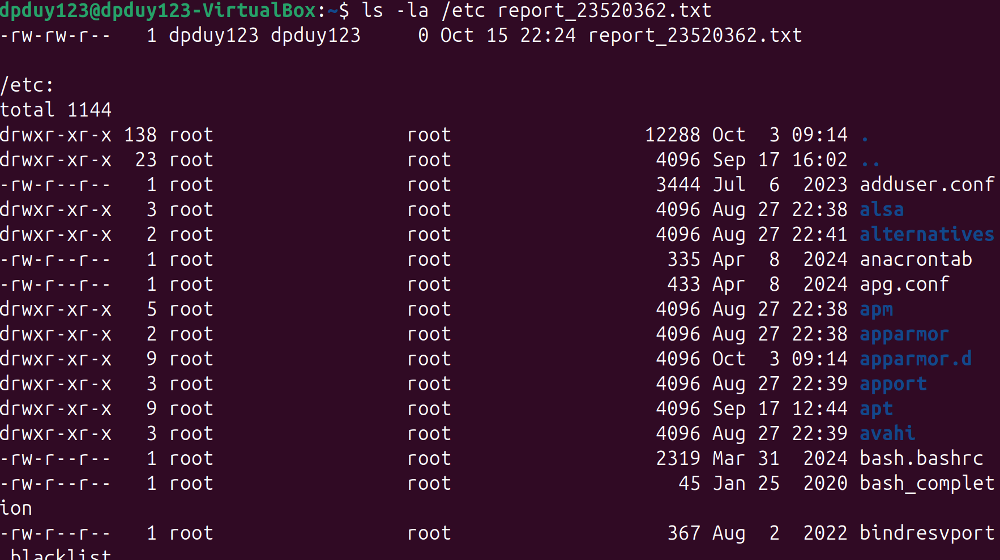 dpduy123@dpduy123-VirtualBox:~$ ls -la /etc report_23520362.txt
-rw-rw-r--   1 dpduy123 dpduy123     0 Oct 15 22:24 report_23520362.txt

/etc:
total 1144
drwxr-xr-x 138 root                 root                 12288 Oct  3 09:14 .
drwxr-xr-x  23 root                 root                  4096 Sep 17 16:02 ..
-rw-r--r--   1 root                 root                  3444 Jul  6  2023 adduser.conf
drwxr-xr-x   3 root                 root                  4096 Aug 27 22:38 alsa
drwxr-xr-x   2 root                 root                  4096 Aug 27 22:41 alternatives
-rw-r--r--   1 root                 root                   335 Apr  8  2024 anacrontab
-rw-r--r--   1 root                 root                   433 Apr  8  2024 apg.conf
drwxr-xr-x   5 root                 root                  4096 Aug 27 22:38 apm
drwxr-xr-x   2 root                 root                  4096 Aug 27 22:38 apparmor
drwxr-xr-x   9 root                 root                  4096 Oct  3 09:14 apparmor.d
drwxr-xr-x   3 root                 root                  4096 Aug 27 22:39 apport
drwxr-xr-x   9 root                 root                  4096 Sep 17 12:44 apt
drwxr-xr-x   3 root                 root                  4096 Aug 27 22:39 avahi
-rw-r--r--   1 root                 root                  2319 Mar 31  2024 bash.bashrc
-rw-r--r--   1 root                 root                    45 Jan 25  2020 bash_complet
ion
-rw-r--r--   1 root                 root                   367 Aug  2  2022 bindresvport
.blacklist